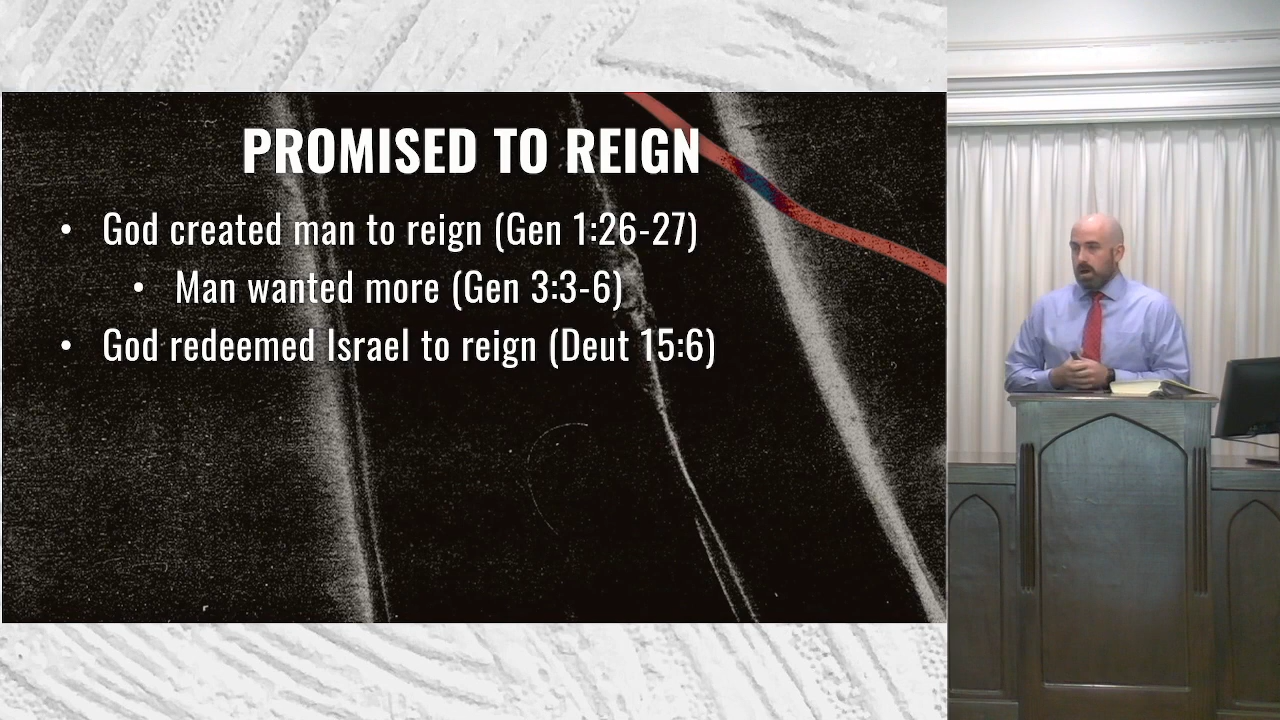 PROMISED TO REIGN
• God created man to reign (Gen 1:26-27)
• Man wanted more (Gen 3:3-6)
• God redeemed Israel to reign (Deut 15:6)